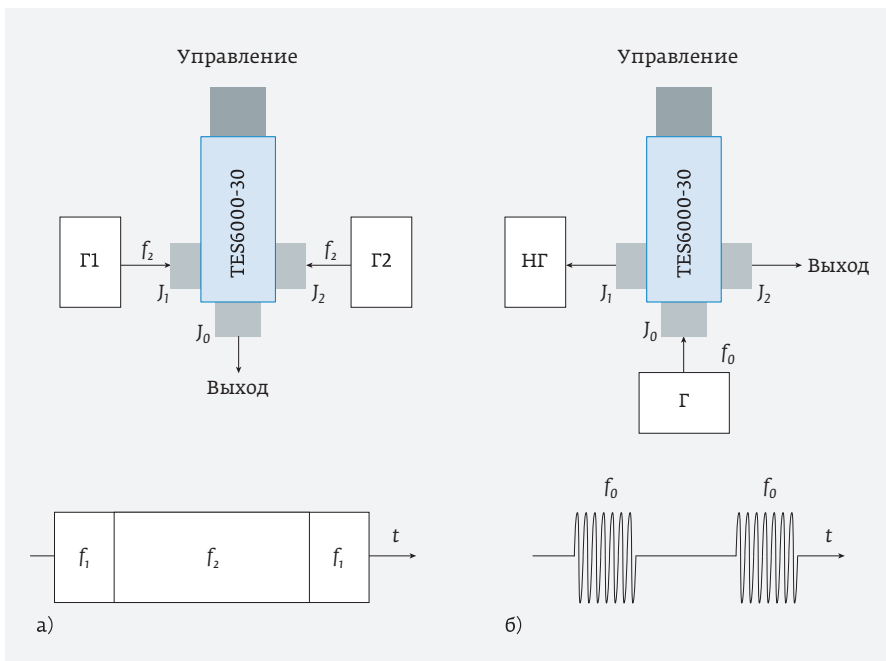 Управление
TES6000-30
Г1
f₂
f₂
Г2
J₁
J₂
J₀
Выход
f₁
f₂
f₁
t
а)
Управление
TES6000-30
НГ
Выход
J₁
J₂
J₀
f₀
Г
f₀
f₀
t
б)